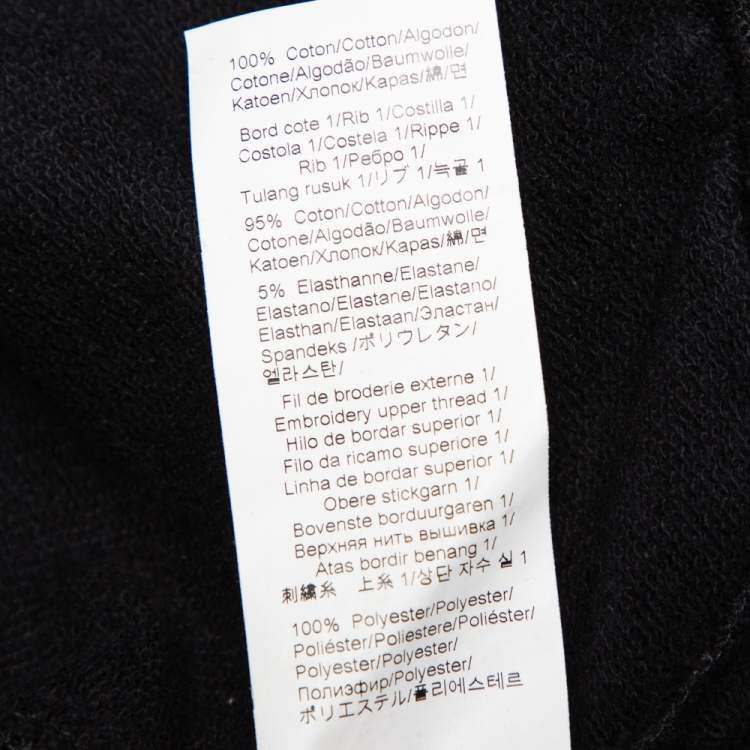 100% Coton/Cotton/Algodon/
Cotone/Algodão/Baumwolle/
Katoen/Хлопок/Kapas/綿/면
Bord cote 1/Rib 1/Costilla 1/
Costola 1/Costela 1/Rippe 1/
Rib 1/Ребро 1/
Tulang rusuk 1/リブ 1/늑골 1
95% Coton/Cotton/Algodon/
Cotone/Algodão/Baumwolle/
Katoen/Хлопок/Kapas/綿/면
5% Elasthanne/Elastane/
Elastano/Elastane/Elastano/
Elasthan/Elastaan/Эластан/
Spandeks /ポリウレタン/
엘라스탄/
Fil de broderie externe 1/
Embroidery upper thread 1/
Hilo de bordar superior 1/
Filo da ricamo superiore 1/
Linha de bordar superior 1/
Obere stickgarn 1/
Bovenste borduurgaren 1/
Верхняя нить вышивка 1/
Atas bordir benang 1/
刺繍糸 上糸 1/상단 자수 실 1
100% Polyester/Polyester/
Poliéster/Poliestere/Poliéster/
Polyester/Polyester/
Полиэфир/Polyester/
ポリエステル/폴리에스테르